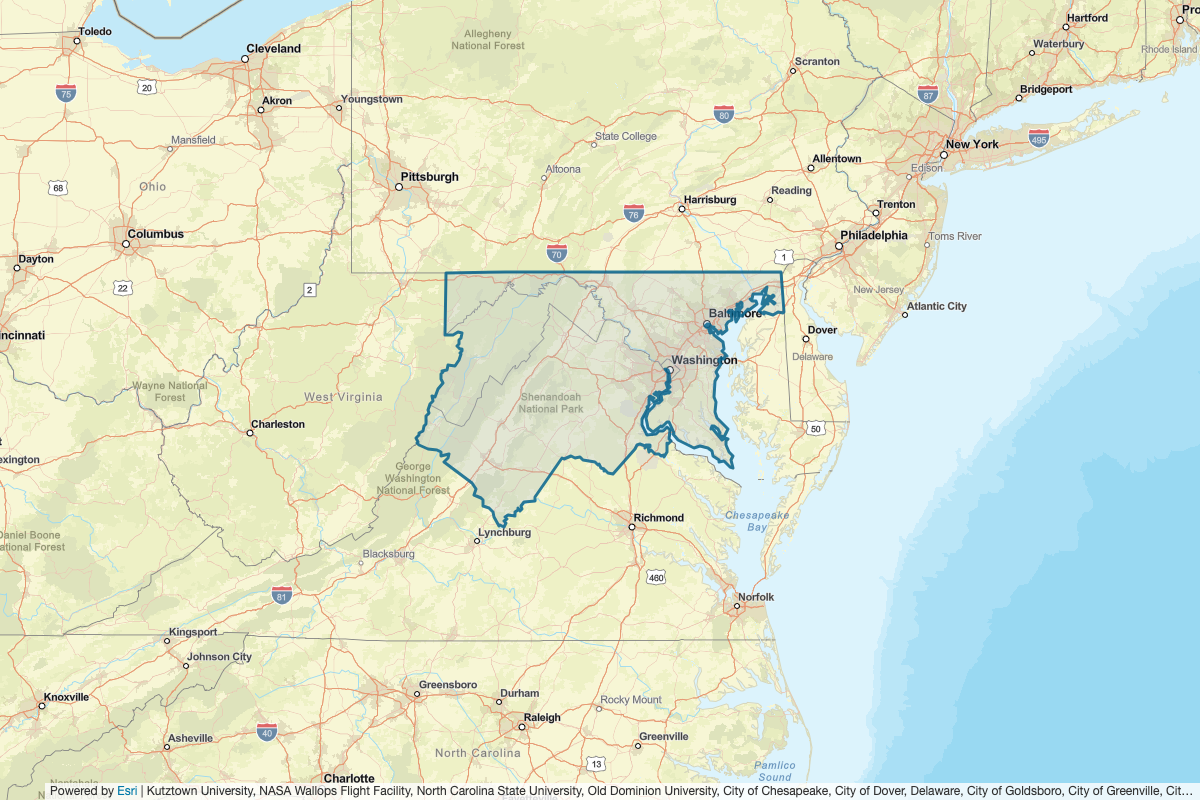 Toledo
Cleveland
Allegheny
National Forest
Hartford
Pro
Waterbury
Rhode Island
Scranton
75
20
Akron
Youngstown
87
Bridgeport
80
Mansfield
State College
495
New York
Allentown
Edison
Altoona
Pittsburgh
68
Ohio
Reading
Harrisburg
Trenton
76
Columbus
Philadelphia
Toms River
70
1
Dayton
22
2
New Jersey
Atlantic City
Baltimore
Dover
incinnati
Delaware
Washington
Wayne National
Forest
West Virginia
Shenandoah
National Park
Charleston
50
t
exington
George
Washington
National Forest
Chesapeake
Bay
Richmond
Lynchburg
Daniel Boone
National Forest
Blacksburg
460
81
Norfolk
Kingsport
Johnson City
Knoxville
Greensboro
Durham
Rocky Mount
Raleigh
40
Asheville
Greenville
North Carolina
13
Pamlico
Sound
Charlotte
Nantahala
Fayetteville
Powered by Esri | Kutztown University, NASA Wallops Flight Facility, North Carolina State University, Old Dominion University, City of Chesapeake, City of Dover, Delaware, City of Goldsboro, City of Greenville, Cit...